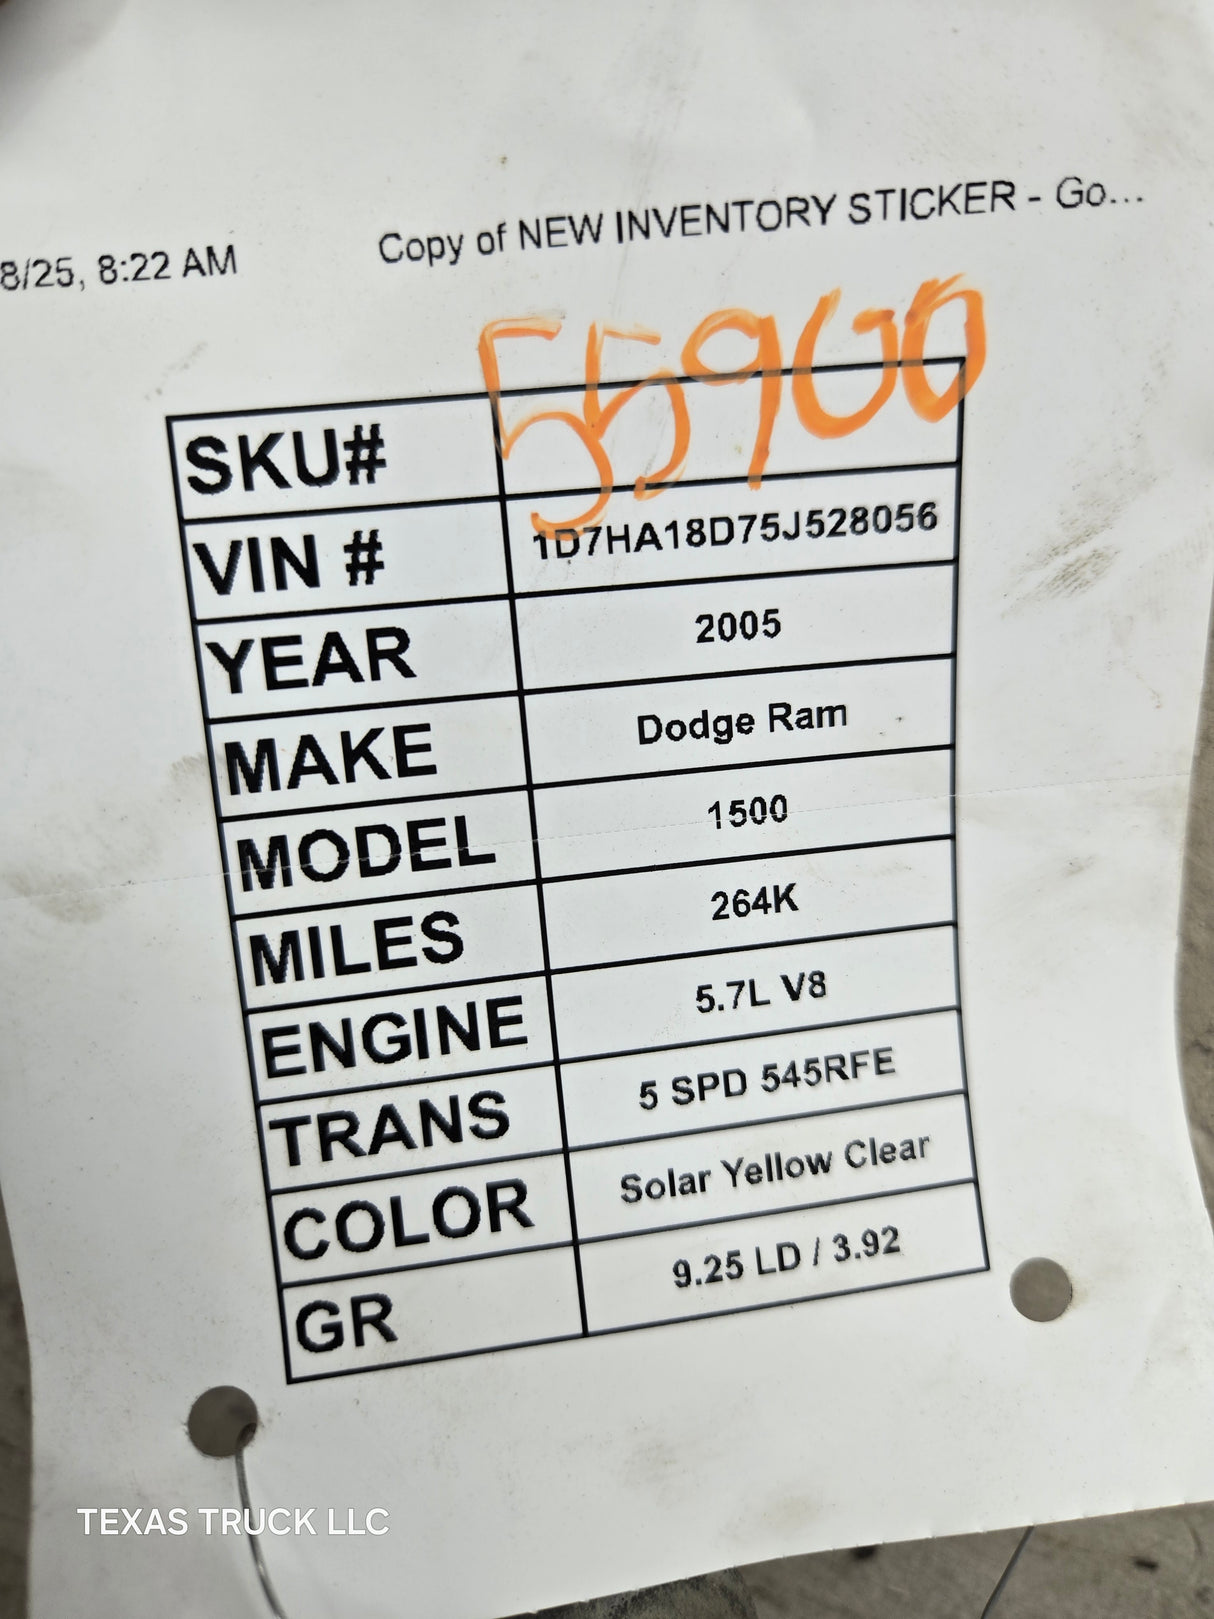 8/25, 8:22 AM
Copy of NEW INVENTORY STICKER - Go...
SKU# 55900
VIN # 1D7HA18D75J528056
YEAR 2005
MAKE Dodge Ram
MODEL 1500
MILES 264K
ENGINE 5.7L V8
TRANS 5 SPD 545RFE
COLOR Solar Yellow Clear
GR 9.25 LD / 3.92
TEXAS TRUCK LLC